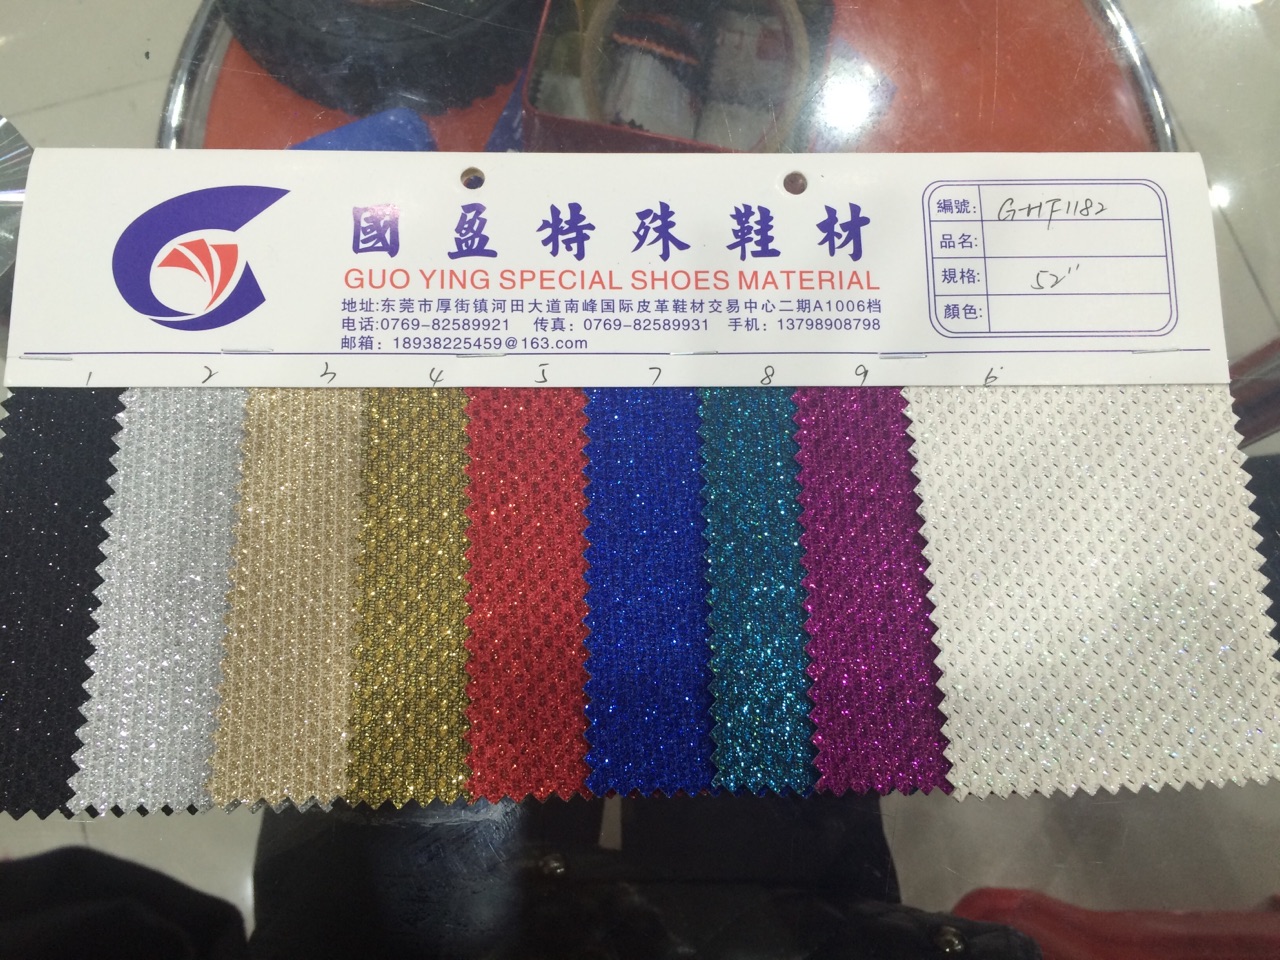 國盈特殊鞋材
GUO YING SPECIAL SHOES MATERIAL
地址:东莞市厚街镇河田大道南峰国际皮革鞋材交易中心二期A1006档
电话:0769-82589921 传真: 0769-82589931 手机: 13798908798
邮箱: 18938225459@163.com
編號: G-HF1182
品名:
規格: 52"
顏色:
1 2 3 4 5 7 8 9 6